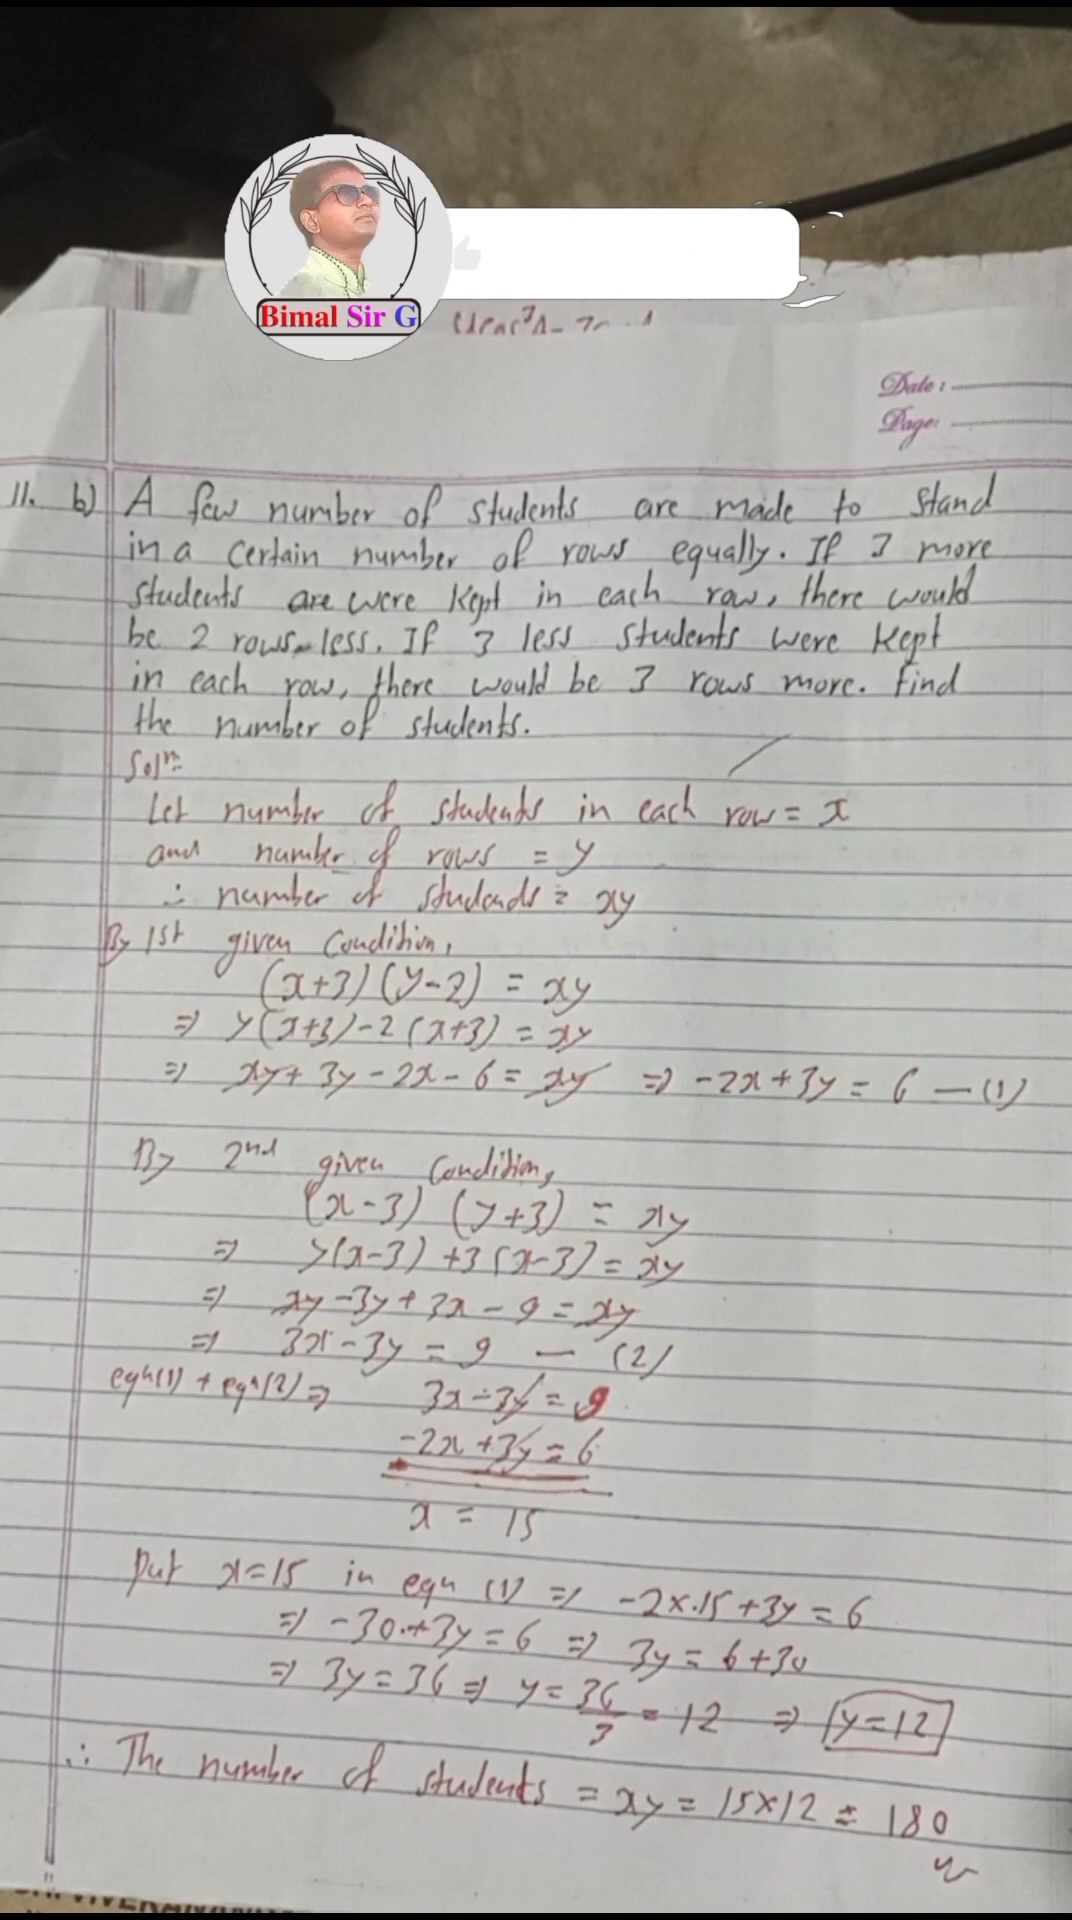 Bimal Sir G
Date:
Page:
11. b) A few number of students are made to stand
in a certain number of rows equally. If 3 more
students are were kept in each row, there would
be 2 rows less. If 3 less students were kept
in each row, there would be 3 rows more. find
the number of students.
Solⁿ:
Let number of students in each row = x
and number of rows = y
∴ number of students = xy
By 1st given condition,
(x+3) (y-2) = xy
⇒ y(x+3)-2(x+3) = xy
⇒ xy + 3y - 2x - 6 = xy ⇒ -2x + 3y = 6 — (1)
By 2nd given condition,
(x-3) (y+3) = xy
⇒ y(x-3) +3(x-3) = xy
⇒ xy -3y + 3x - 9 = xy
⇒ 3x - 3y = 9 — (2)
eqⁿ(1) + eqⁿ(2) ⇒ 3x - 3y = 9
-2x + 3y = 6
x = 15
Put x=15 in eqn (1) ⇒ -2×15 + 3y = 6
⇒ -30 + 3y = 6 ⇒ 3y = 6+30
⇒ 3y = 36 ⇒ y = 36/3 = 12 ⇒ y=12
∴ The number of students = xy = 15×12 = 180